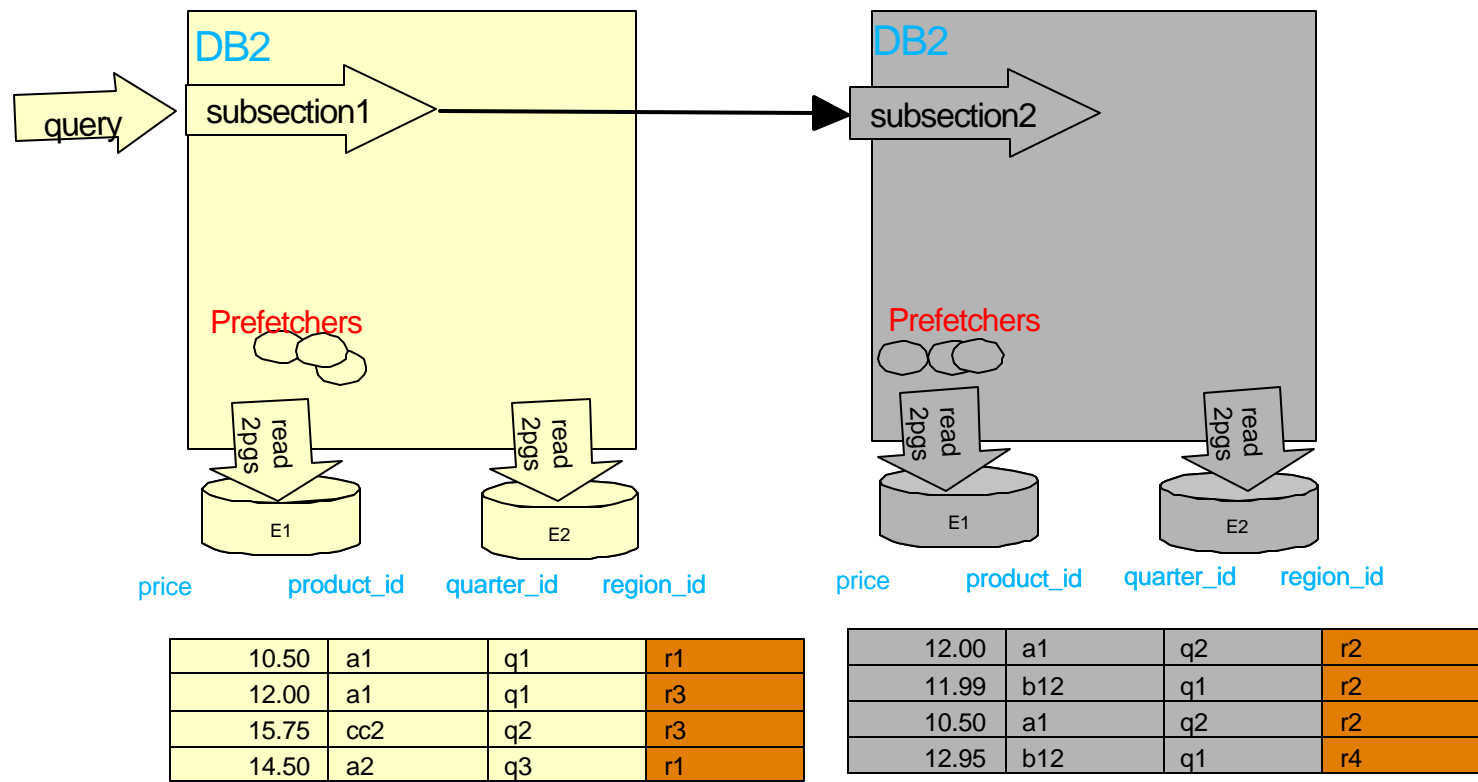 DB2
query
subsection1
Prefetchers
read
2pgs
read
2pgs
E1
E2
price product_id quarter_id region_id
10.50 a1 q1 r1
12.00 a1 q1 r3
15.75 cc2 q2 r3
14.50 a2 q3 r1
DB2
subsection2
Prefetchers
read
2pgs
read
2pgs
E1
E2
price product_id quarter_id region_id
12.00 a1 q2 r2
11.99 b12 q1 r2
10.50 a1 q2 r2
12.95 b12 q1 r4